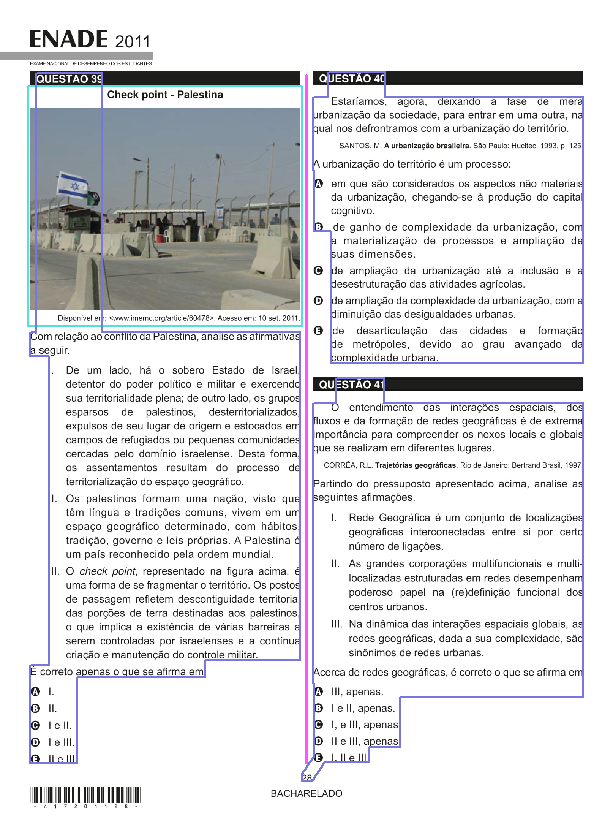 ENADE 2011
EXAME NACIONAL DE DESEMPENHO DOS ESTUDANTES
QUESTÃO 39
Check point - Palestina
Disponível em: <www.imemc.org/article/60478>. Acesso em: 10 set. 2011.
Com relação ao conflito da Palestina, analise as afirmativas
a seguir.
I. De um lado, há o sobero Estado de Israel,
detentor do poder político e militar e exercendo
sua territorialidade plena; de outro lado, os grupos
esparsos de palestinos, desterritorializados,
expulsos de seu lugar de origem e estocados em
campos de refugiados ou pequenas comunidades
cercadas pelo domínio israelense. Desta forma,
os assentamentos resultam do processo de
territorialização do espaço geográfico.
II. Os palestinos formam uma nação, visto que
têm língua e tradições comuns, vivem em um
espaço geográfico determinado, com hábitos,
tradição, governo e leis próprias. A Palestina é
um país reconhecido pela ordem mundial.
III. O check point, representado na figura acima, é
uma forma de se fragmentar o território. Os postos
de passagem refletem descontiguidade territorial
das porções de terra destinadas aos palestinos,
o que implica a existência de várias barreiras a
serem controladas por israelenses e a contínua
criação e manutenção do controle militar.
É correto apenas o que se afirma em
A I.
B II.
C I e II.
D I e III.
E II e III.
QUESTÃO 40
Estaríamos, agora, deixando a fase de mera
urbanização da sociedade, para entrar em uma outra, na
qual nos defrontramos com a urbanização do território.
SANTOS, M. A urbanização brasileira. São Paulo: Hucitec, 1993, p. 125.
A urbanização do território é um processo:
A em que são considerados os aspectos não materiais
da urbanização, chegando-se à produção do capital
cognitivo.
B de ganho de complexidade da urbanização, com
a materialização de processos e ampliação de
suas dimensões.
C de ampliação da urbanização até a inclusão e a
desestruturação das atividades agrícolas.
D de ampliação da complexidade da urbanização, com a
diminuição das desigualdades urbanas.
E de desarticulação das cidades e formação
de metrópoles, devido ao grau avançado da
complexidade urbana.
QUESTÃO 41
O entendimento das interações espaciais, dos
fluxos e da formação de redes geográficas é de extrema
importância para compreender os nexos locais e globais
que se realizam em diferentes lugares.
CORRÊA, R.L. Trajetórias geográficas. Rio de Janeiro: Bertrand Brasil, 1997.
Partindo do pressuposto apresentado acima, analise as
seguintes afirmações.
I. Rede Geográfica é um conjunto de localizações
geográficas interconectadas entre si por certo
número de ligações.
II. As grandes corporações multifuncionais e multi-
localizadas estruturadas em redes desempenham
poderoso papel na (re)definição funcional dos
centros urbanos.
III. Na dinâmica das interações espaciais globais, as
redes geográficas, dada a sua complexidade, são
sinônimos de redes urbanas.
Acerca de redes geográficas, é correto o que se afirma em
A III, apenas.
B I e II, apenas.
C I, e III, apenas
D II e III, apenas.
E I, II e III.
28
BACHARELADO